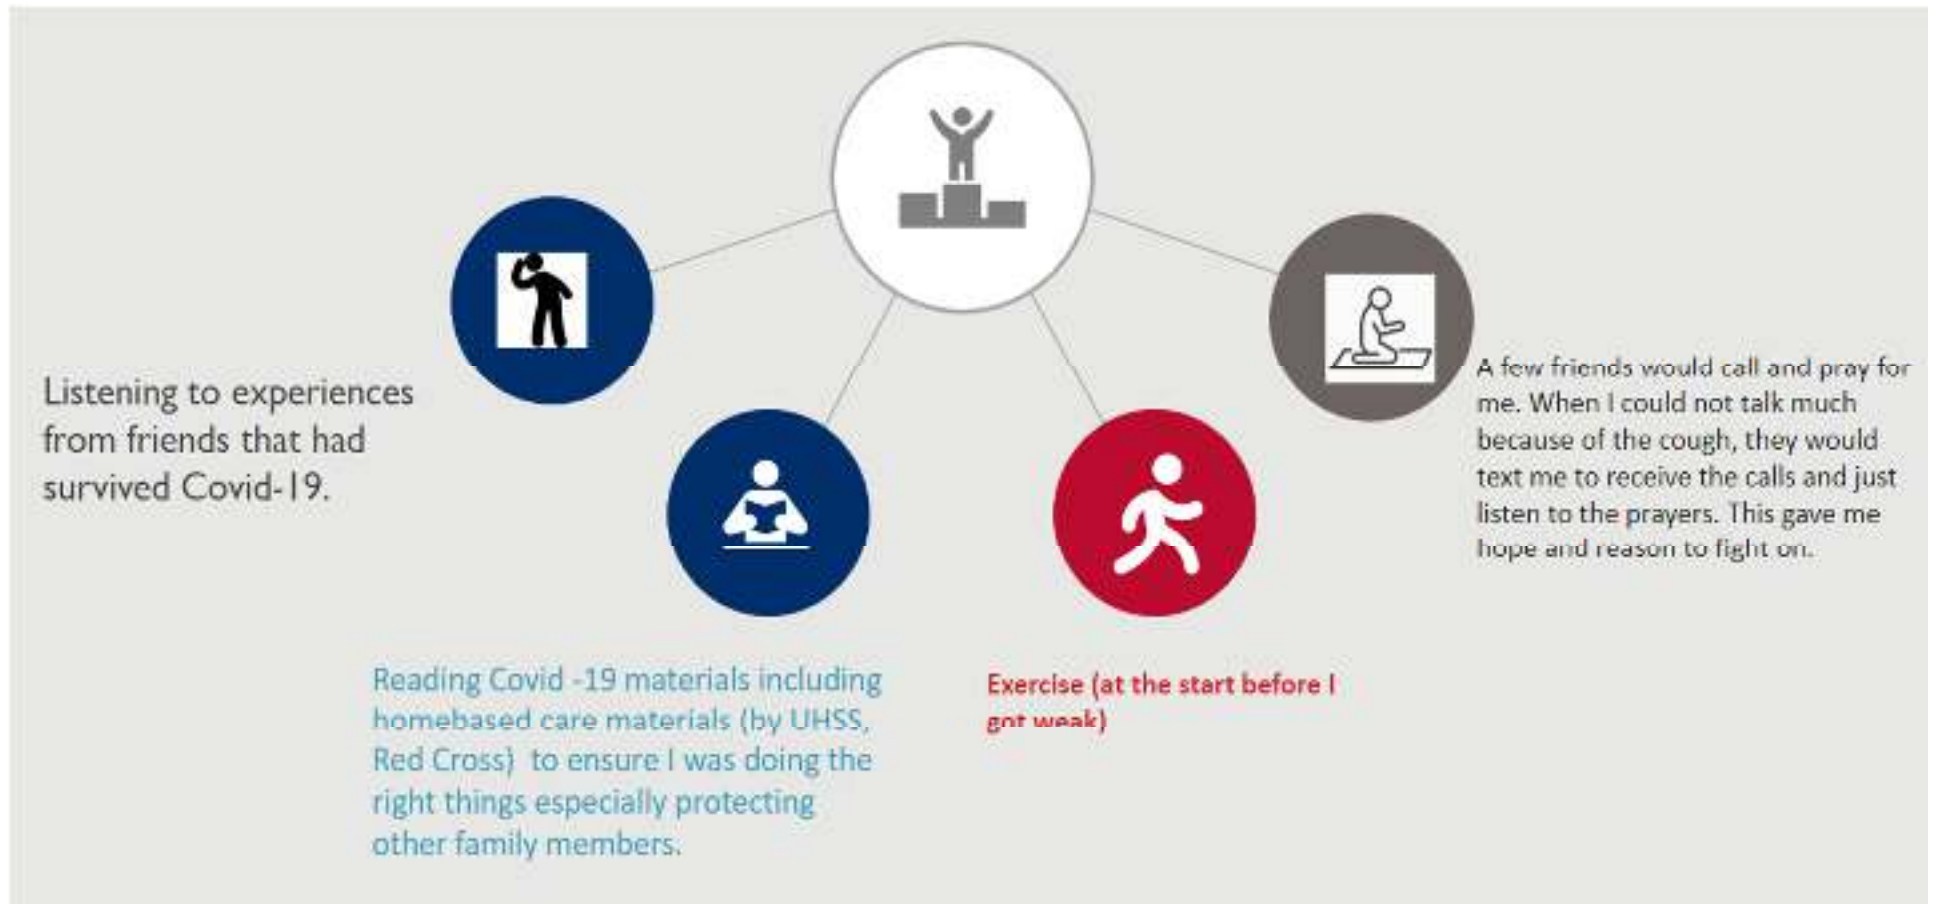 Listening to experiences
from friends that had
survived Covid-19.
Reading Covid -19 materials including
homebased care materials (by UHSS,
Red Cross)  to ensure I was doing the
right things especially protecting
other family members.
Exercise (at the start before I
got weak)
A few friends would call and pray for
me. When I could not talk much
because of the cough, they would
text me to receive the calls and just
listen to the prayers. This gave me
hope and reason to fight on.